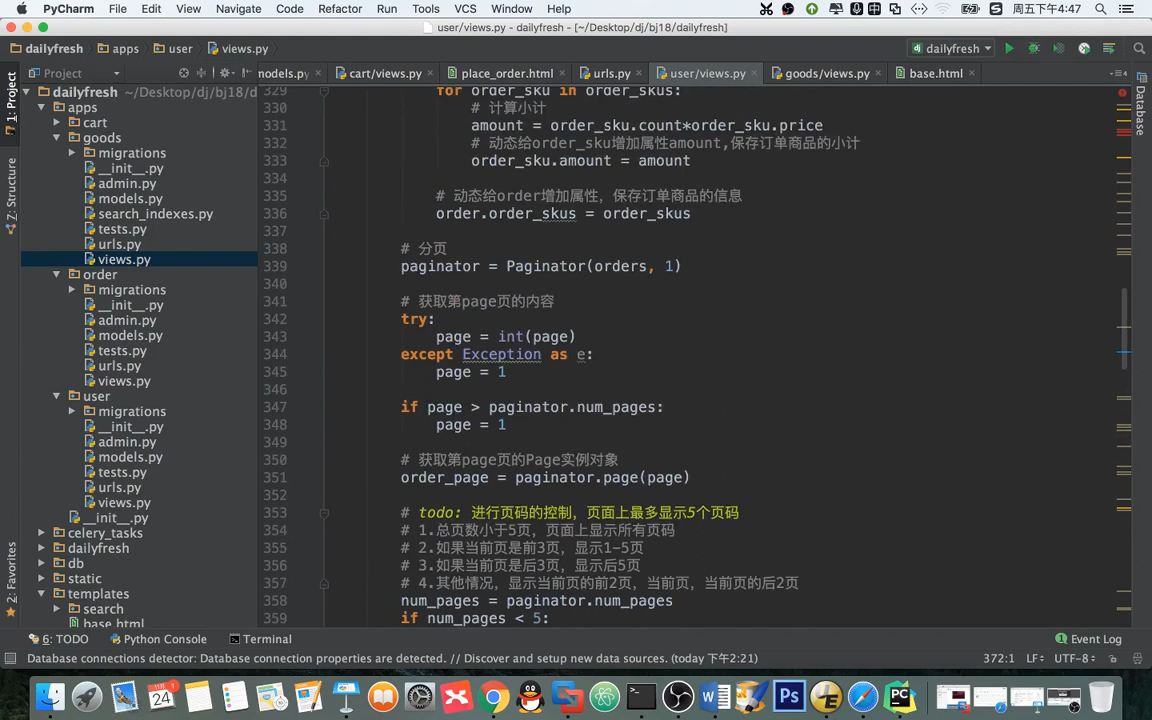 PyCharm File Edit View Navigate Code Refactor Run Tools VCS Window Help 周五下午4:47
user/views.py - dailyfresh - [~/Desktop/dj/bj18/dailyfresh]
dailyfresh apps user views.py dailyfresh
Project models.py cart/views.py place_order.html urls.py user/views.py goods/views.py base.html
1: Project
Z: Structure
2: Favorites
Database
dailyfresh ~/Desktop/dj/bj18/d
apps
cart
goods
migrations
__init__.py
admin.py
models.py
search_indexes.py
tests.py
urls.py
views.py
order
migrations
__init__.py
admin.py
models.py
tests.py
urls.py
views.py
user
migrations
__init__.py
admin.py
models.py
tests.py
urls.py
views.py
__init__.py
celery_tasks
dailyfresh
db
static
templates
search
base.html
329 for order_sku in order_skus:
330 # 计算小计
331 amount = order_sku.count*order_sku.price
332 # 动态给order_sku增加属性amount,保存订单商品的小计
333 order_sku.amount = amount
334
335 # 动态给order增加属性，保存订单商品的信息
336 order.order_skus = order_skus
337
338 # 分页
339 paginator = Paginator(orders, 1)
340
341 # 获取第page页的内容
342 try:
343 page = int(page)
344 except Exception as e:
345 page = 1
346
347 if page > paginator.num_pages:
348 page = 1
349
350 # 获取第page页的Page实例对象
351 order_page = paginator.page(page)
352
353 # todo: 进行页码的控制，页面上最多显示5个页码
354 # 1.总页数小于5页，页面上显示所有页码
355 # 2.如果当前页是前3页，显示1-5页
356 # 3.如果当前页是后3页，显示后5页
357 # 4.其他情况，显示当前页的前2页，当前页，当前页的后2页
358 num_pages = paginator.num_pages
359 if num_pages < 5:
6: TODO Python Console Terminal 1 Event Log
Database connections detector: Database connection properties are detected. // Discover and setup new data sources. (today 下午2:21) 372:1 LF÷ UTF-8÷
24
Ps
PC